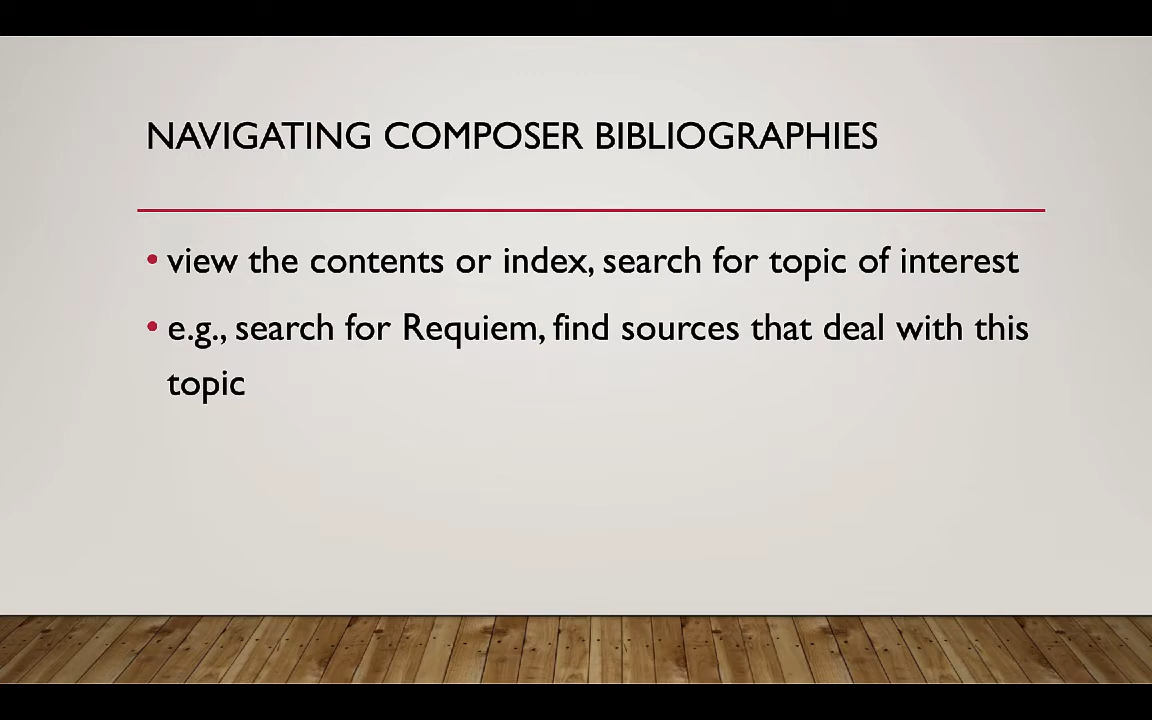 NAVIGATING COMPOSER BIBLIOGRAPHIES
• view the contents or index, search for topic of interest
• e.g., search for Requiem, find sources that deal with this
topic